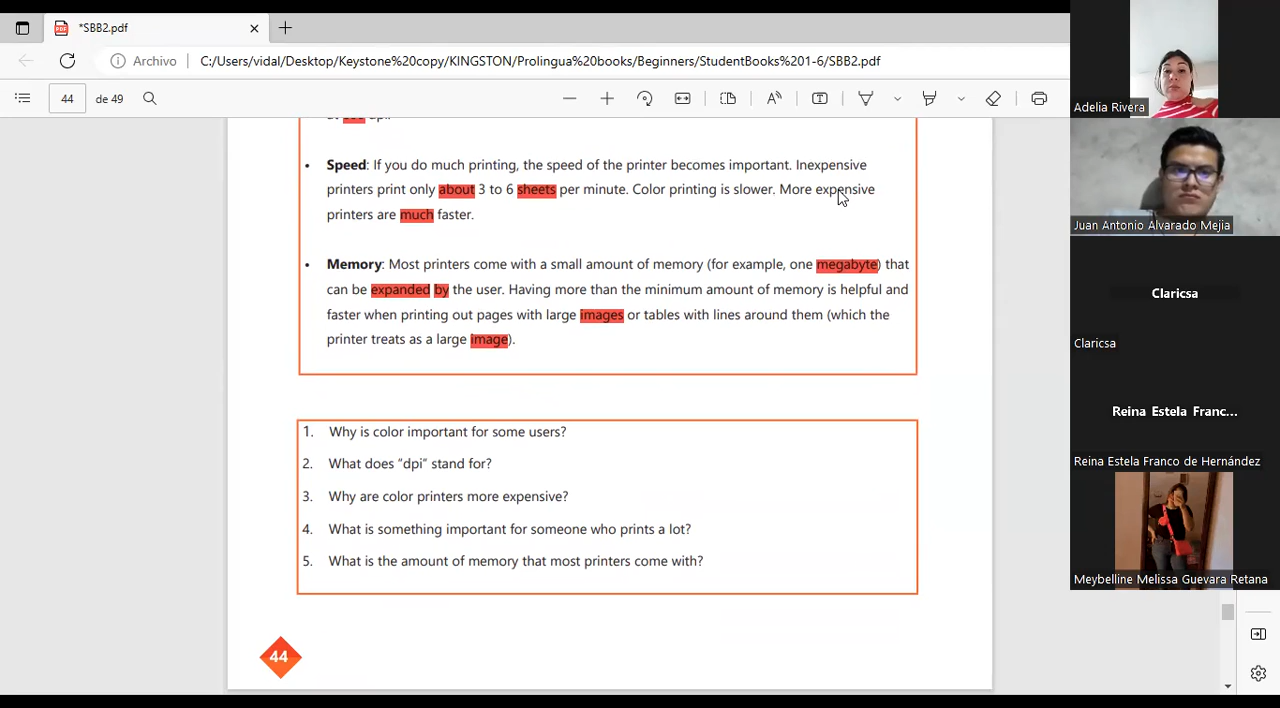 *SBB2.pdf
Archivo
C:/Users/vidal/Desktop/Keystone%20copy/KINGSTON/Prolingua%20books/Beginners/StudentBooks%201-6/SBB2.pdf
44
de 49
• Speed: If you do much printing, the speed of the printer becomes important. Inexpensive
printers print only about 3 to 6 sheets per minute. Color printing is slower. More expensive
printers are much faster.
• Memory: Most printers come with a small amount of memory (for example, one megabyte) that
can be expanded by the user. Having more than the minimum amount of memory is helpful and
faster when printing out pages with large images or tables with lines around them (which the
printer treats as a large image).
1. Why is color important for some users?
2. What does “dpi” stand for?
3. Why are color printers more expensive?
4. What is something important for someone who prints a lot?
5. What is the amount of memory that most printers come with?
44
Adelia Rivera
Juan Antonio Alvarado Mejia
Claricsa
Claricsa
Reina Estela Franc...
Reina Estela Franco de Hernández
Meybelline Melissa Guevara Retana